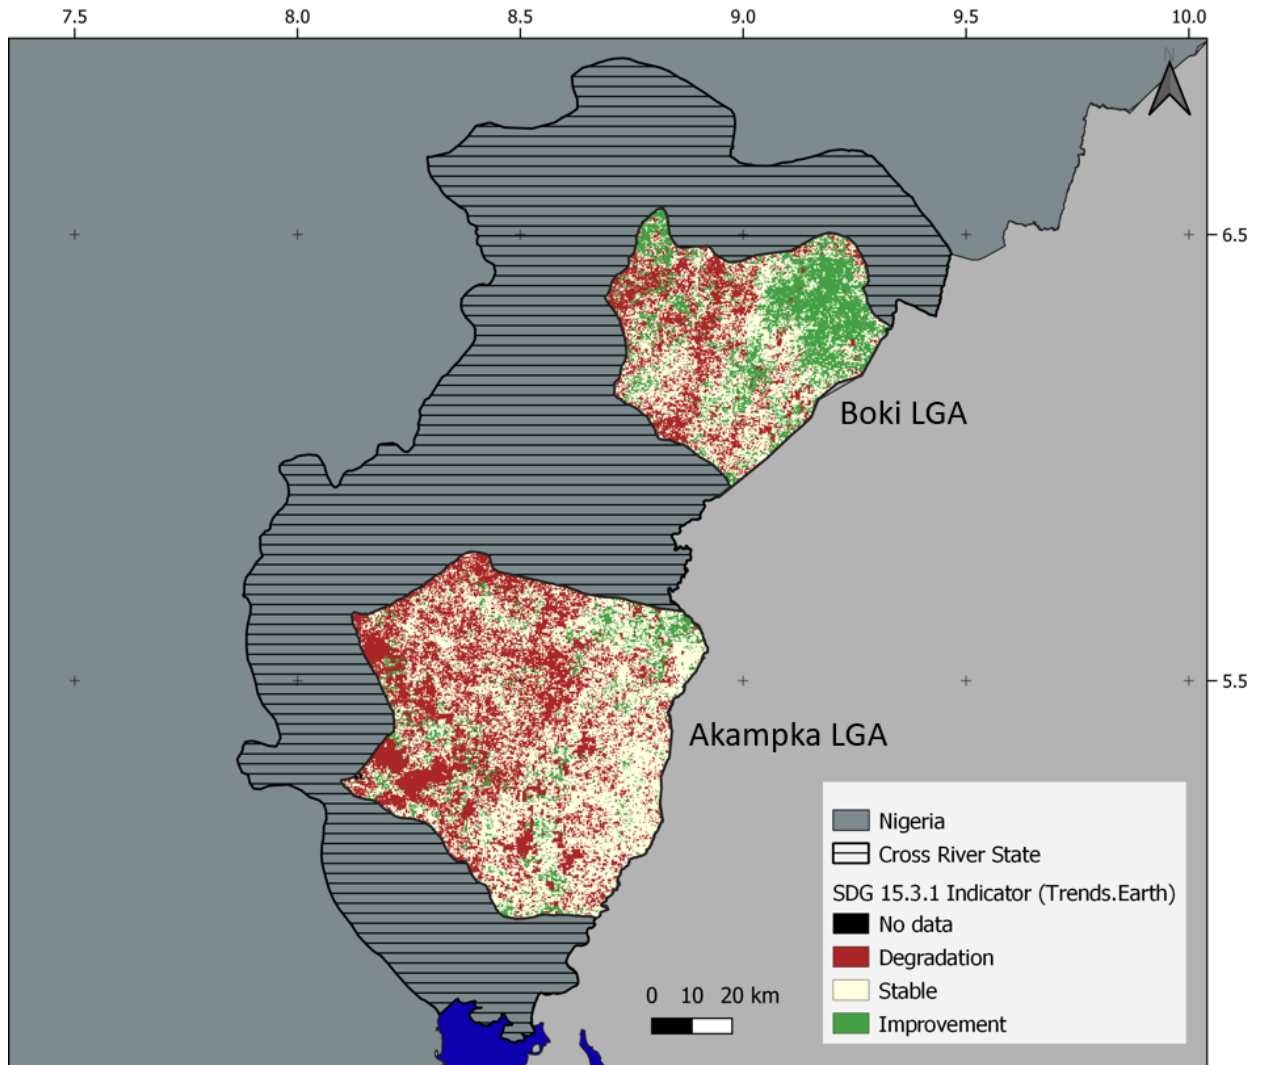 7.5 8.0 8.5 9.0 9.5 10.0
N
6.5
Boki LGA
5.5
Akampka LGA
Nigeria
Cross River State
SDG 15.3.1 Indicator (Trends.Earth)
No data
Degradation
Stable
Improvement
0 10 20 km